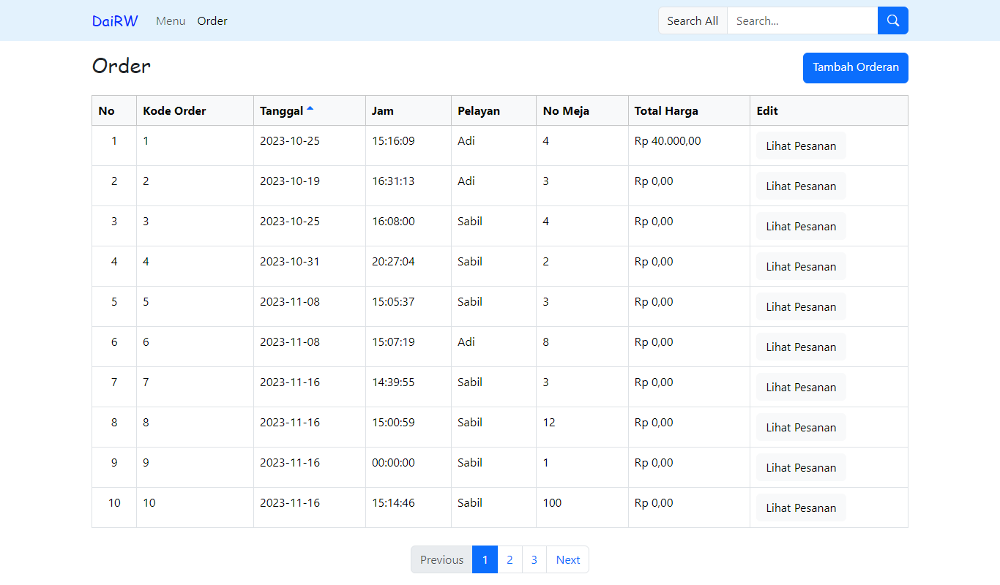 DaiRW Menu Order Search All Search...
Order Tambah Orderan
No Kode Order Tanggal Jam Pelayan No Meja Total Harga Edit
1 1 2023-10-25 15:16:09 Adi 4 Rp 40.000,00 Lihat Pesanan
2 2 2023-10-19 16:31:13 Adi 3 Rp 0,00 Lihat Pesanan
3 3 2023-10-25 16:08:00 Sabil 4 Rp 0,00 Lihat Pesanan
4 4 2023-10-31 20:27:04 Sabil 2 Rp 0,00 Lihat Pesanan
5 5 2023-11-08 15:05:37 Sabil 3 Rp 0,00 Lihat Pesanan
6 6 2023-11-08 15:07:19 Adi 8 Rp 0,00 Lihat Pesanan
7 7 2023-11-16 14:39:55 Sabil 3 Rp 0,00 Lihat Pesanan
8 8 2023-11-16 15:00:59 Sabil 12 Rp 0,00 Lihat Pesanan
9 9 2023-11-16 00:00:00 Sabil 1 Rp 0,00 Lihat Pesanan
10 10 2023-11-16 15:14:46 Sabil 100 Rp 0,00 Lihat Pesanan
Previous 1 2 3 Next